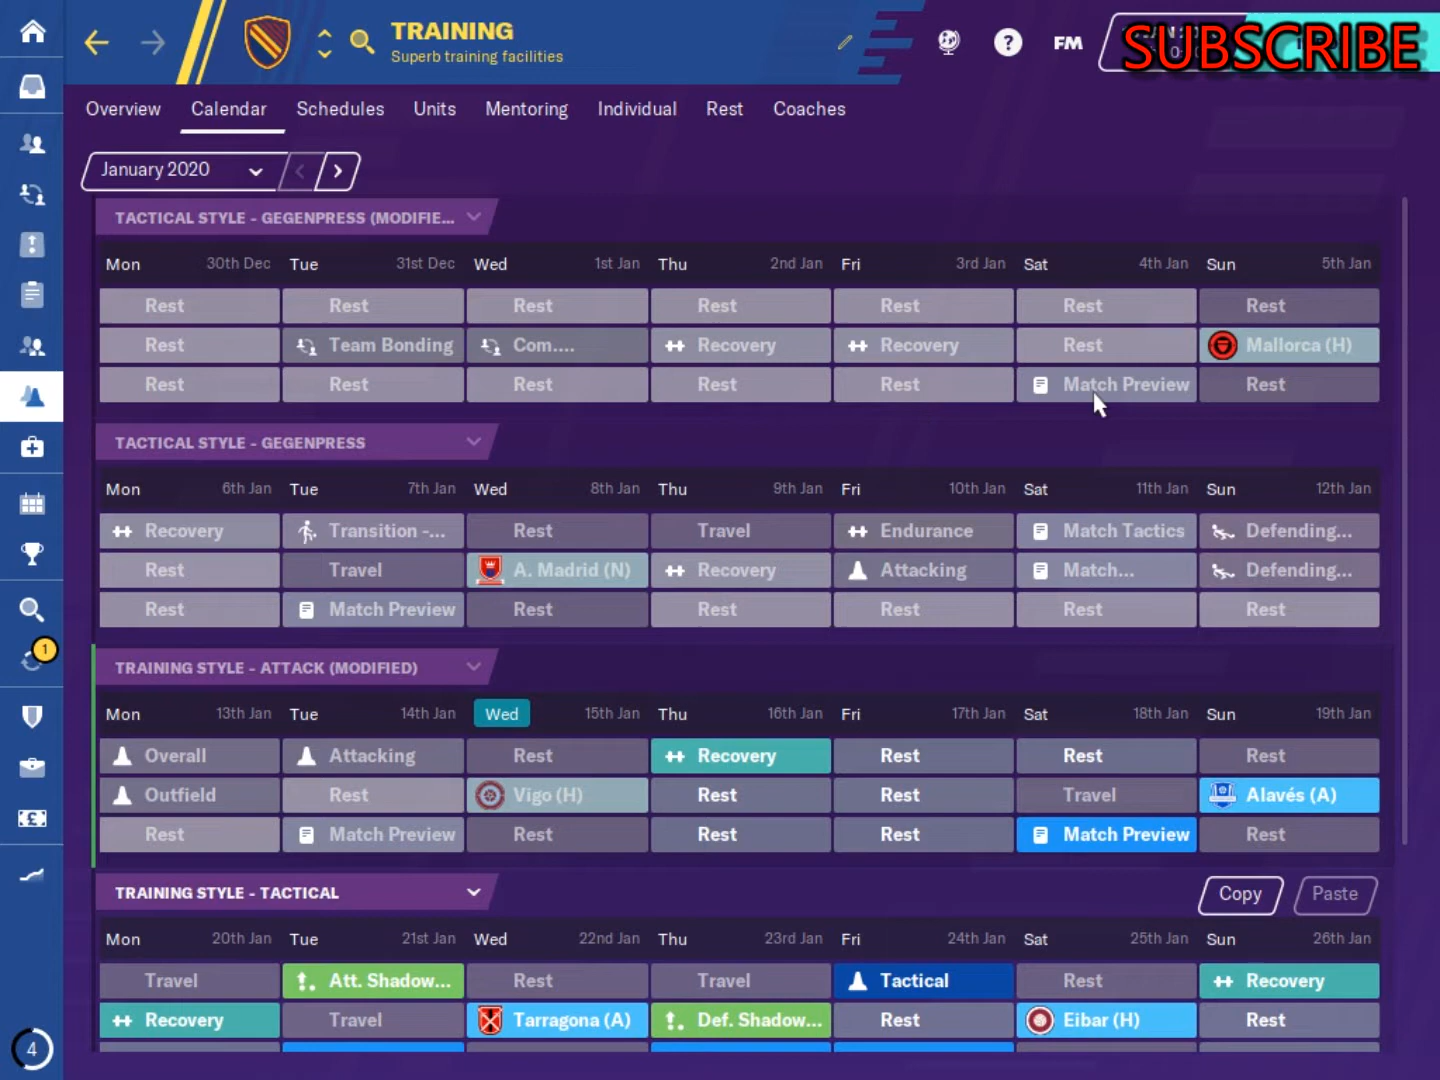 TRAINING
Superb training facilities
FM
SUBSCRIBE
Overview Calendar Schedules Units Mentoring Individual Rest Coaches
January 2020
TACTICAL STYLE - GEGENPRESS (MODIFIE...
Mon 30th Dec Tue 31st Dec Wed 1st Jan Thu 2nd Jan Fri 3rd Jan Sat 4th Jan Sun 5th Jan
Rest Rest Rest Rest Rest Rest Rest
Rest Team Bonding Com.... Recovery Recovery Rest Mallorca (H)
Rest Rest Rest Rest Rest Match Preview Rest
TACTICAL STYLE - GEGENPRESS
Mon 6th Jan Tue 7th Jan Wed 8th Jan Thu 9th Jan Fri 10th Jan Sat 11th Jan Sun 12th Jan
Recovery Transition -... Rest Travel Endurance Match Tactics Defending...
Rest Travel A. Madrid (N) Recovery Attacking Match... Defending...
Rest Match Preview Rest Rest Rest Rest Rest
1
TRAINING STYLE - ATTACK (MODIFIED)
Mon 13th Jan Tue 14th Jan Wed 15th Jan Thu 16th Jan Fri 17th Jan Sat 18th Jan Sun 19th Jan
Overall Attacking Rest Recovery Rest Rest Rest
Outfield Rest Vigo (H) Rest Rest Travel Alavés (A)
Rest Match Preview Rest Rest Rest Match Preview Rest
TRAINING STYLE - TACTICAL Copy Paste
Mon 20th Jan Tue 21st Jan Wed 22nd Jan Thu 23rd Jan Fri 24th Jan Sat 25th Jan Sun 26th Jan
Travel Att. Shadow... Rest Travel Tactical Rest Recovery
Recovery Travel Tarragona (A) Def. Shadow... Rest Eibar (H) Rest
4